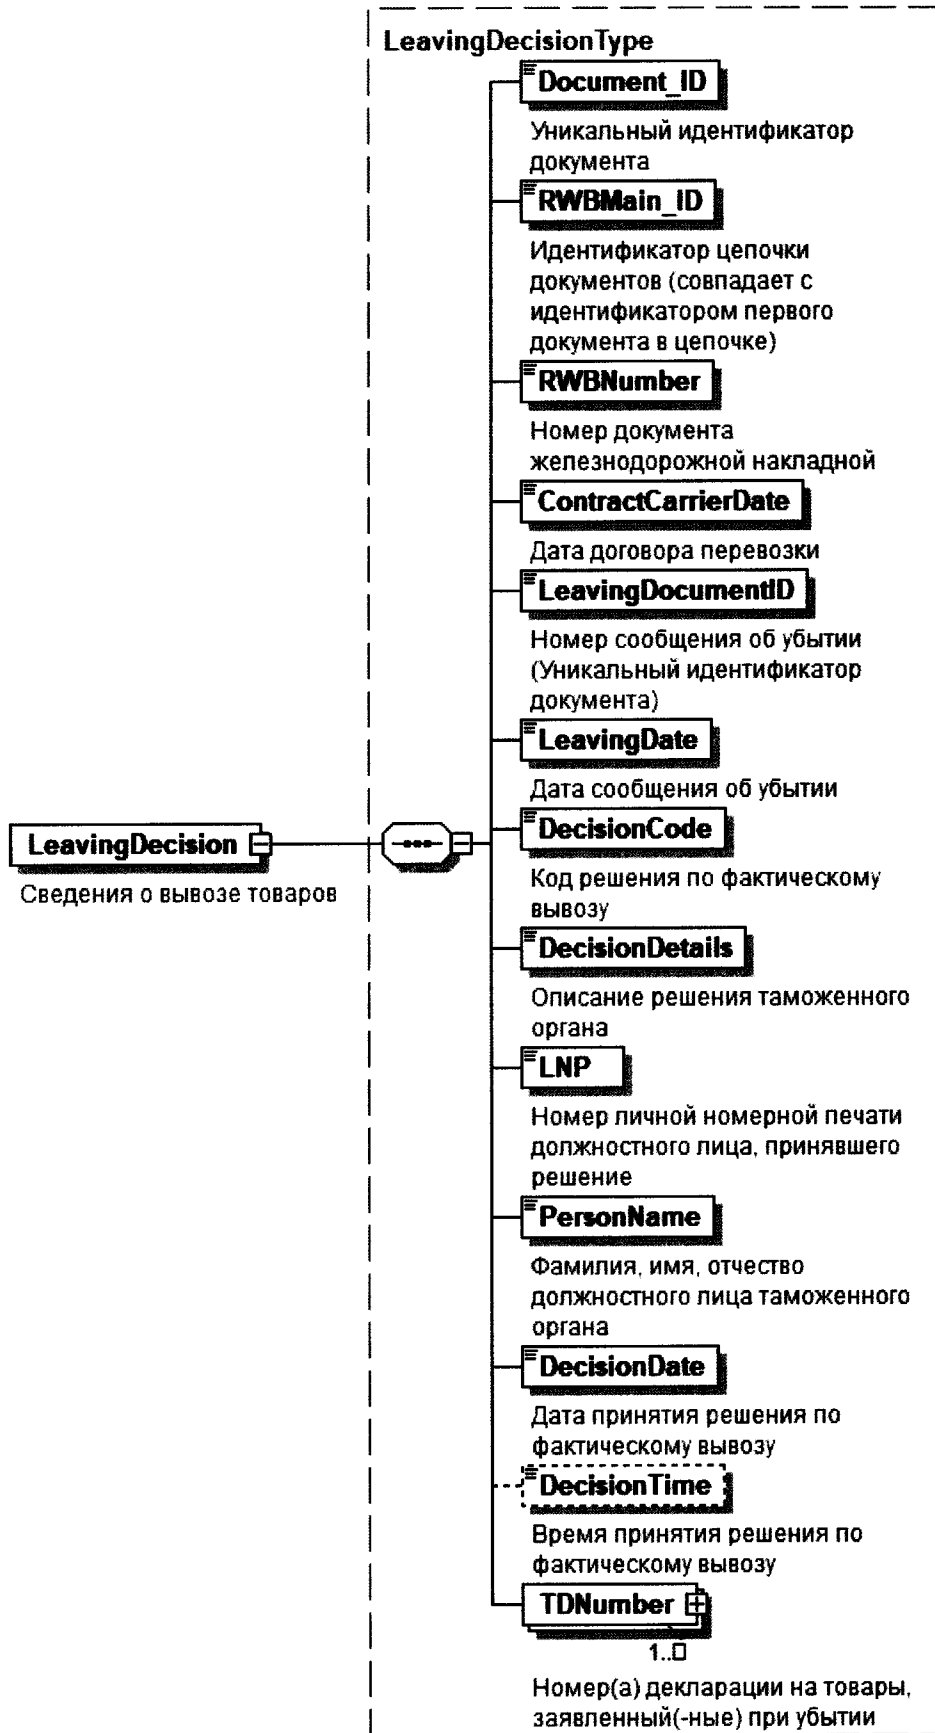 LeavingDecisionType
Document_ID
Уникальный идентификатор
документа
RWBMain_ID
Идентификатор цепочки
документов (совпадает с
идентификатором первого
документа в цепочке)
RWBNumber
Номер документа
железнодорожной накладной
ContractCarrierDate
Дата договора перевозки
LeavingDocumentID
Номер сообщения об убытии
(Уникальный идентификатор
документа)
LeavingDate
Дата сообщения об убытии
LeavingDecision
Сведения о вывозе товаров
DecisionCode
Код решения по фактическому
вывозу
DecisionDetails
Описание решения таможенного
органа
LNP
Номер личной номерной печати
должностного лица, принявшего
решение
PersonName
Фамилия, имя, отчество
должностного лица таможенного
органа
DecisionDate
Дата принятия решения по
фактическому вывозу
DecisionTime
Время принятия решения по
фактическому вывозу
TDNumber
1..□
Номер(а) декларации на товары,
заявленный(-ные) при убытии